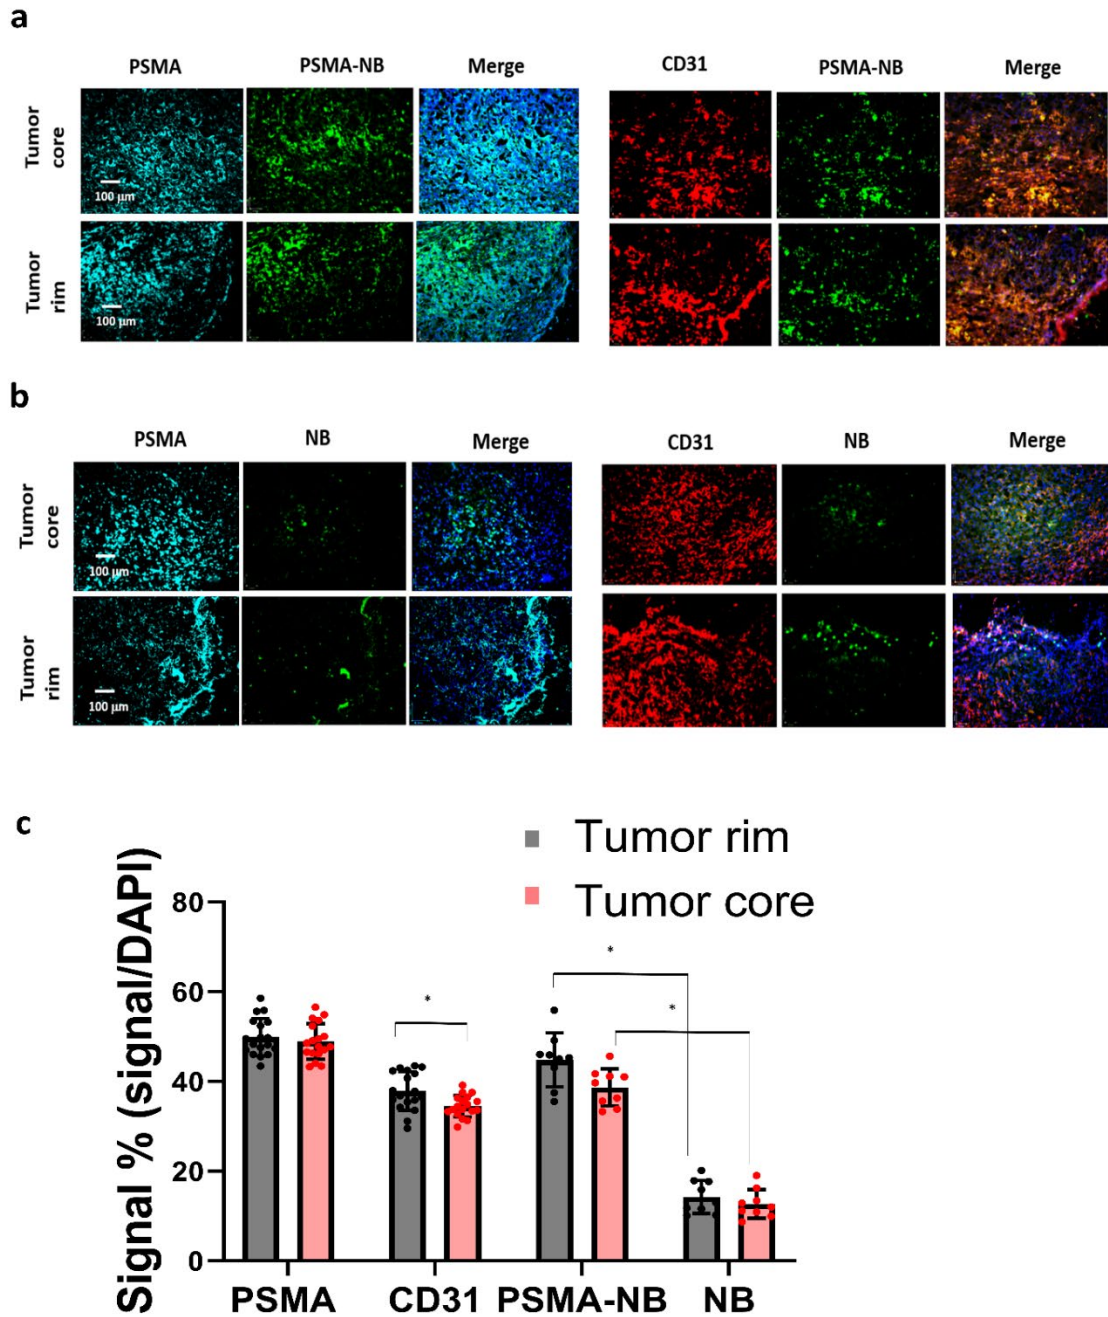 a
PSMA PSMA-NB Merge CD31 PSMA-NB Merge
Tumor
core
100 μm
Tumor
rim
100 μm
b
PSMA NB Merge CD31 NB Merge
Tumor
core
100 μm
Tumor
rim
100 μm
c
Tumor rim
Tumor core
Signal % (signal/DAPI)
80
60
40
20
0
*
*
*
PSMA CD31 PSMA-NB NB